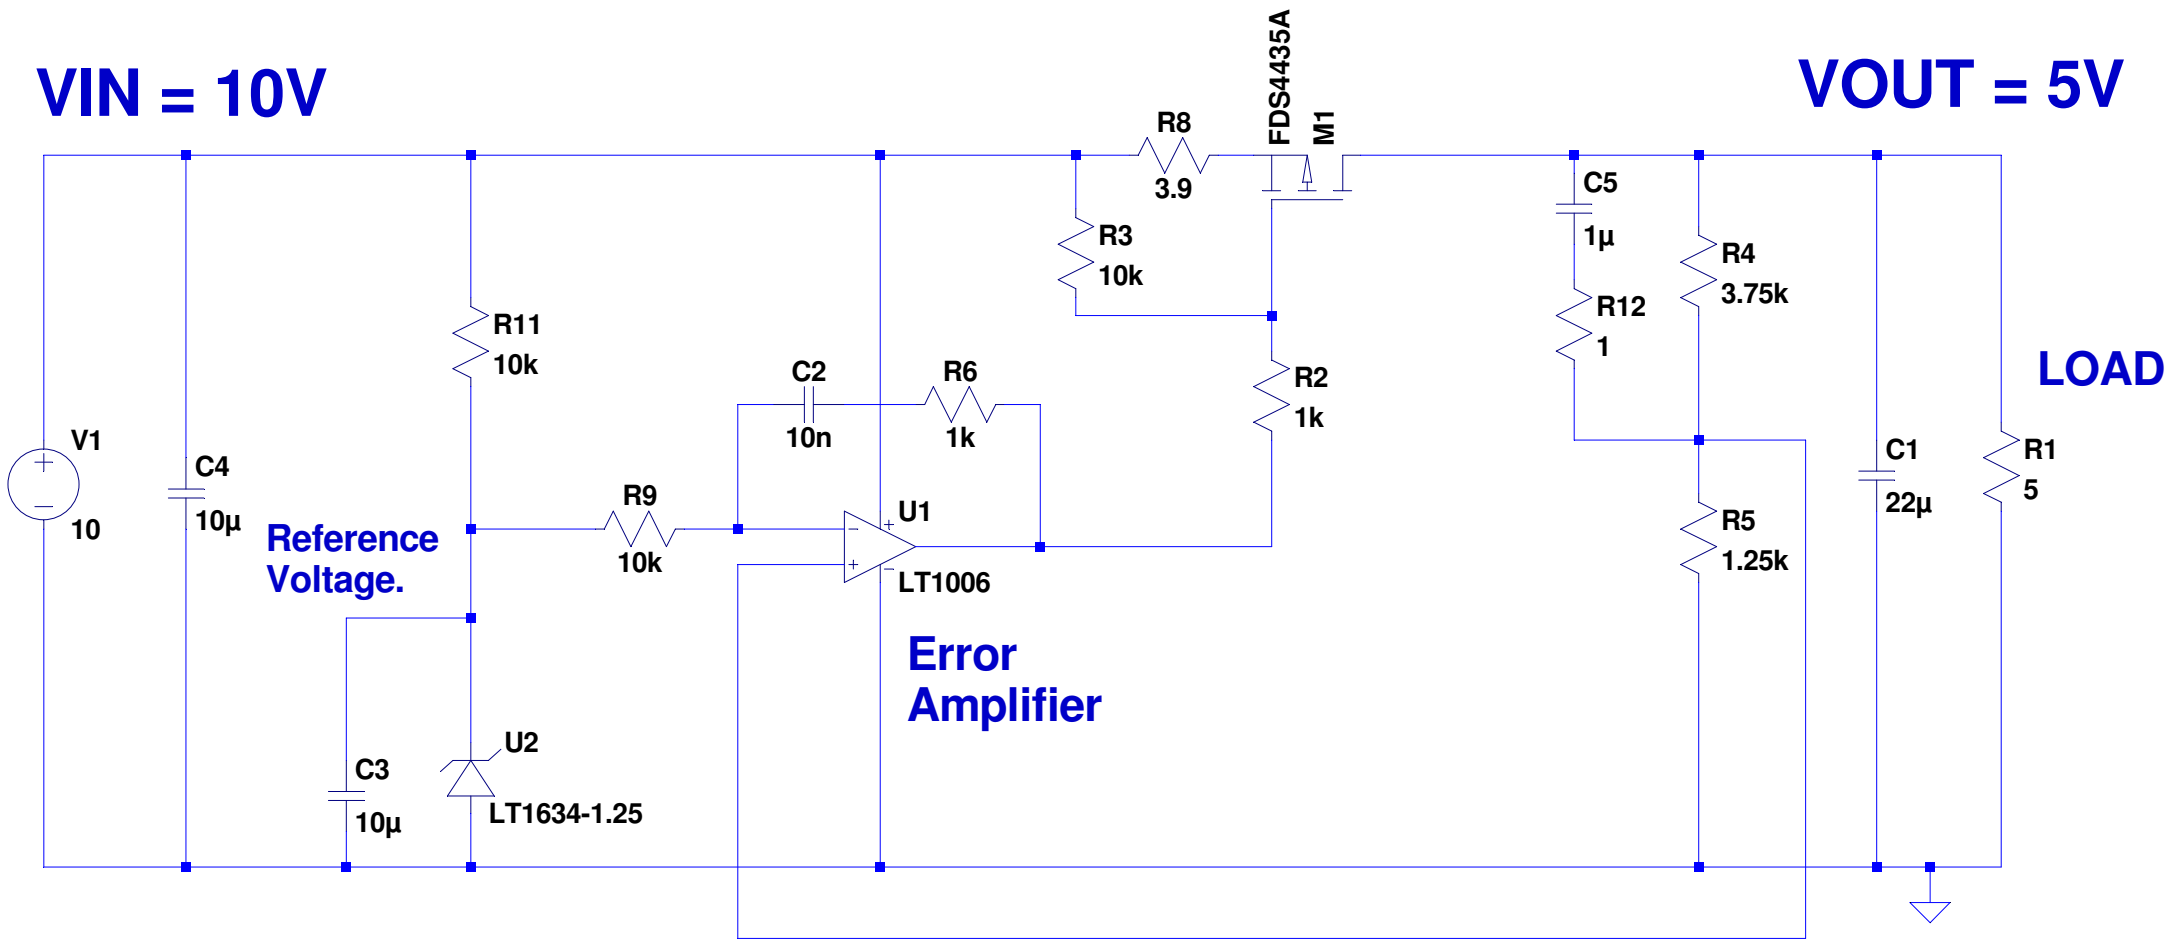 VIN = 10V
VOUT = 5V
FDS4435A
M1
R8
3.9
C5
1µ
R3
10k
R4
3.75k
R12
1
R11
10k
LOAD
C2
10n
R6
1k
R2
1k
V1
10
C4
10µ
R9
10k
U1
+
-
-
+
LT1006
C1
22µ
R1
5
R5
1.25k
Reference
Voltage.
Error
Amplifier
U2
LT1634-1.25
C3
10µ